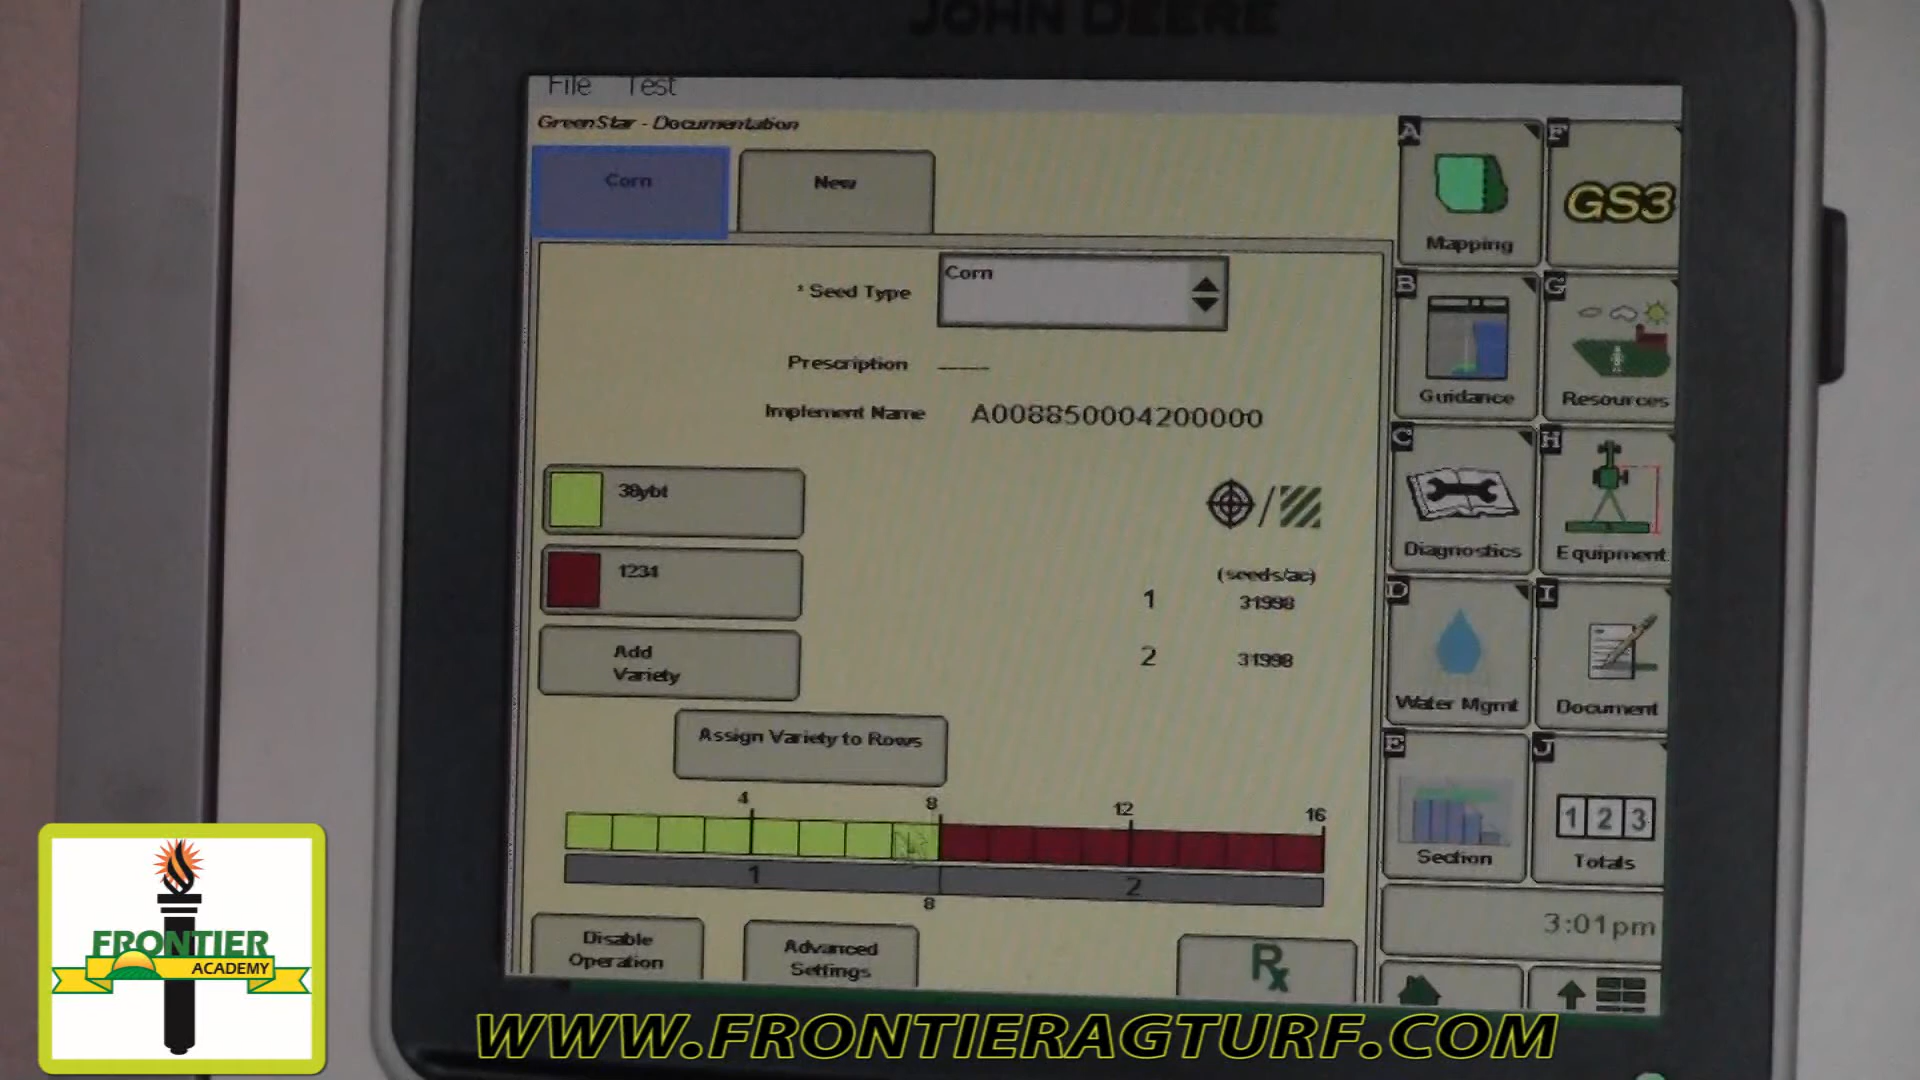 JOHN DEERE
File Test
GreenStar - Documentation
Corn
New
* Seed Type
Corn
Prescription ----
Implement Name A008850004200000
38ybt
1234
Add
Variety
(seeds/ac)
1 31998
2 31998
Assign Variety to Rows
4 8 12 16
1 2
8
Disable
Operation
Advanced
Settings
Rx
A
Mapping
F
GS3
B
Guidance
G
Resources
C
Diagnostics
H
Equipment
D
Water Mgmt
I
Document
E
Section
J
1 2 3
Totals
3:01pm
FRONTIER
ACADEMY
WWW.FRONTIERAGTURF.COM